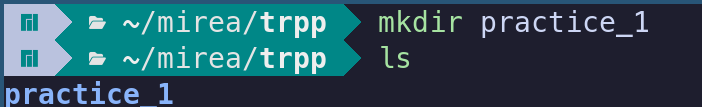 ~/mirea/trpp mkdir practice_1
~/mirea/trpp ls
practice_1